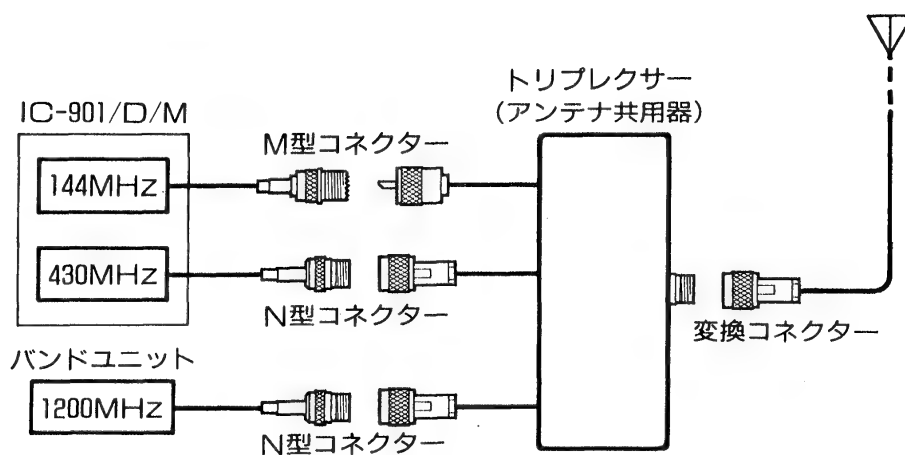 トリプレクサー
(アンテナ共用器)
IC-901/D/M
M型コネクター
144MHz
430MHz
N型コネクター
変換コネクター
バンドユニット
1200MHz
N型コネクター